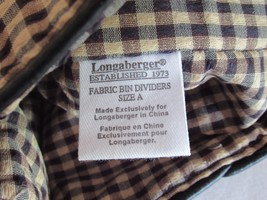 Longaberger®
ESTABLISHED 1973
FABRIC BIN DIVIDERS
SIZE A
Made Exclusively for
Longaberger in China
Fabrique en Chine
Exclusivement pour
Longaberger.